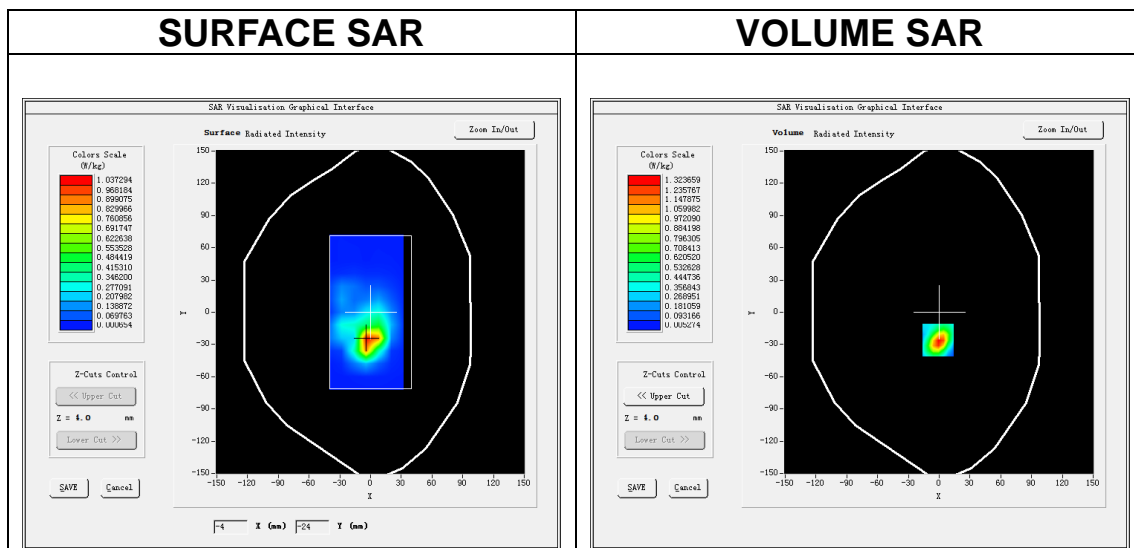 SURFACE SAR
VOLUME SAR
SAR Visualisation Graphical Interface
Surface Radiated Intensity
Zoom In/Out
Colors Scale
(W/kg)
1.037294
0.968184
0.899075
0.829966
0.760856
0.691747
0.622638
0.553528
0.484419
0.415310
0.346200
0.277091
0.207982
0.138872
0.069763
0.000654
150
120
90
60
30
0
-30
-60
-90
-120
-150
Y
-150 -120 -90 -60 -30 0 30 60 90 120 150
X
Z-Cuts Control
<< Upper Cut
Z = 4.0 mm
Lower Cut >>
SAVE Cancel
-4 X (mm) -24 Y (mm)
SAR Visualisation Graphical Interface
Volume Radiated Intensity
Zoom In/Out
Colors Scale
(W/kg)
1.323659
1.235767
1.147875
1.059982
0.972090
0.884198
0.796305
0.708413
0.620520
0.532628
0.444736
0.356843
0.268951
0.181059
0.093166
0.005274
150
120
90
60
30
0
-30
-60
-90
-120
-150
Y
-150 -120 -90 -60 -30 0 30 60 90 120 150
X
Z-Cuts Control
<< Upper Cut
Z = 4.0 mm
Lower Cut >>
SAVE Cancel